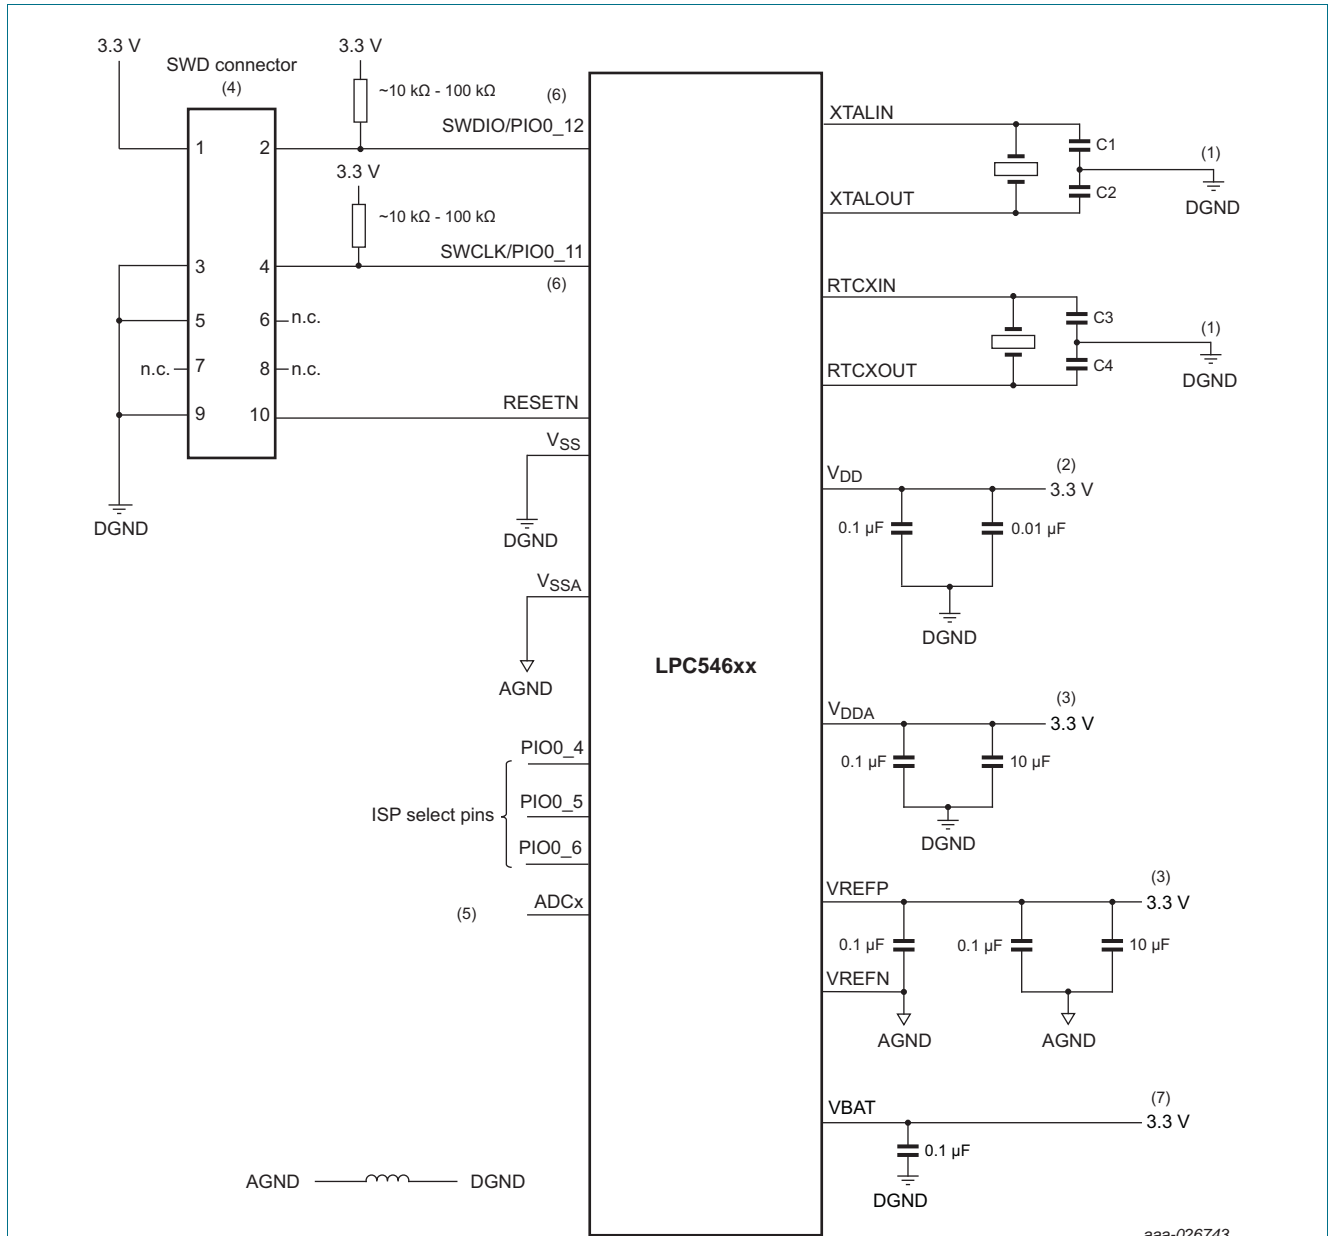 3.3 V
SWD connector
(4)
3.3 V
~10 kΩ - 100 kΩ
(6)
SWDIO/PIO0_12
1
2
3.3 V
~10 kΩ - 100 kΩ
SWCLK/PIO0_11
(6)
3
4
5
6
n.c.
n.c.
7
8
n.c.
9
10
RESETN
DGND
VSS
DGND
VSSA
AGND
ISP select pins
PIO0_4
PIO0_5
PIO0_6
(5)
ADCx
AGND
DGND
LPC546xx
XTALIN
C1
(1)
C2
XTALOUT
DGND
RTCXIN
C3
(1)
C4
RTCXOUT
DGND
VDD
(2)
3.3 V
0.1 µF
0.01 µF
DGND
VDDA
(3)
3.3 V
0.1 µF
10 µF
DGND
VREFP
(3)
3.3 V
0.1 µF
0.1 µF
10 µF
VREFN
AGND
AGND
VBAT
(7)
3.3 V
0.1 µF
DGND
aaa-026743